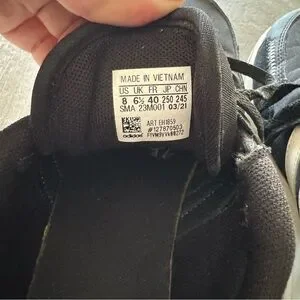 MADE IN VIETNAM
US UK FR JP CHN
8 6½ 40 250 245
SMA 23M001 03/21
ART EH1859
#127870503
adidas